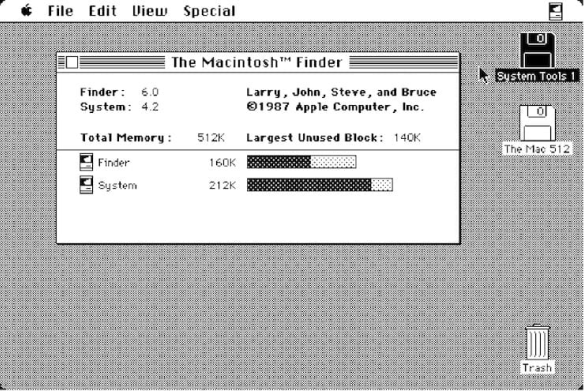 File Edit View Special
System Tools 1
The Macintosh™ Finder
Finder: 6.0 Larry, John, Steve, and Bruce
System: 4.2 ©1987 Apple Computer, Inc.
Total Memory: 512K Largest Unused Block: 140K
The Mac 512
Finder 160K
System 212K
Trash